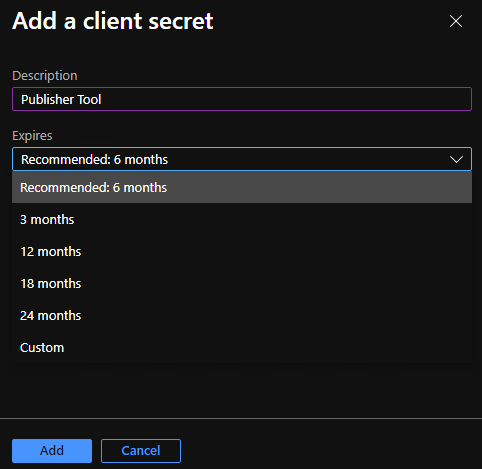 Add a client secret
Description
Publisher Tool
Expires
Recommended: 6 months
Recommended: 6 months
3 months
12 months
18 months
24 months
Custom
Add
Cancel